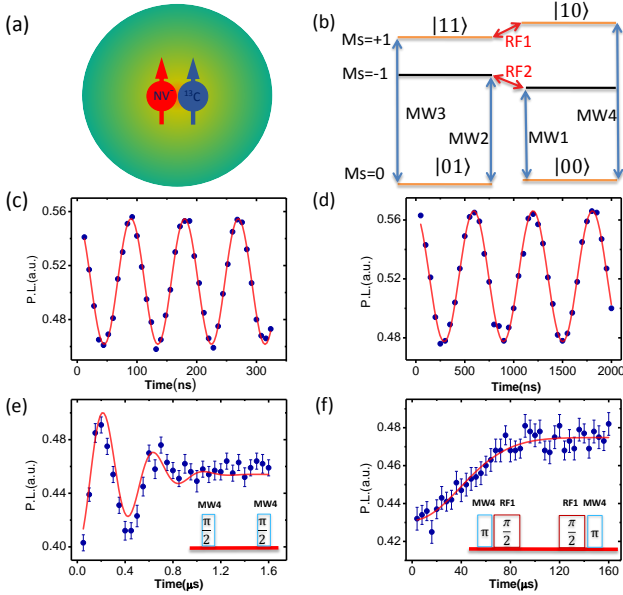 (a)
NV⁻
¹³C
(b)
|11⟩
|10⟩
Ms=+1
RF1
Ms=-1
RF2
MW3
MW2
MW1
MW4
Ms=0
|01⟩
|00⟩
(c)
P.L.(a.u.)
0.56
0.52
0.48
0
100
200
300
Time(ns)
(d)
P.L.(a.u.)
0.56
0.52
0.48
0
500
1000
1500
2000
Time(ns)
(e)
P.L.(a.u.)
0.48
0.44
0.40
MW4
MW4
π/2
π/2
0.0
0.4
0.8
1.2
1.6
Time(μs)
(f)
P.L.(a.u.)
0.48
0.46
0.44
0.42
MW4 RF1
RF1 MW4
π
π/2
π/2
π
0
40
80
120
160
Time(μs)